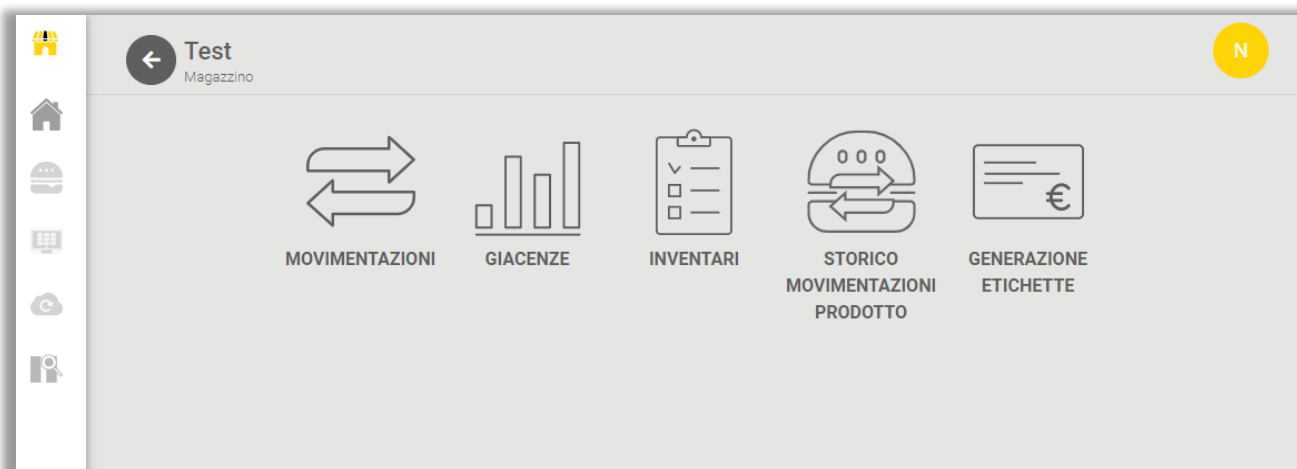 Test
Magazzino
N
MOVIMENTAZIONI
GIACENZE
INVENTARI
STORICO
MOVIMENTAZIONI
PRODOTTO
GENERAZIONE
ETICHETTE